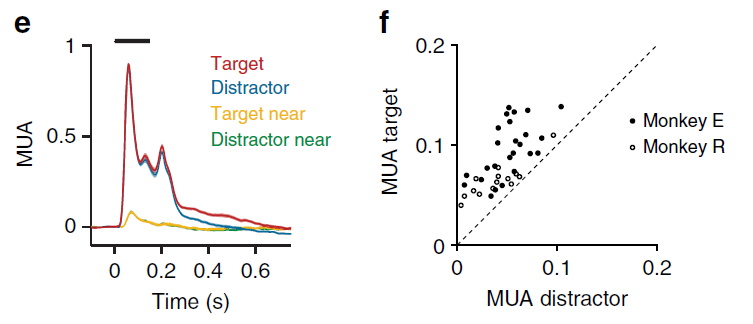 e
1
0.5
0
MUA
Target
Distractor
Target near
Distractor near
0 0.2 0.4 0.6
Time (s)
f
0.2
0.1
0
MUA target
Monkey E
Monkey R
0 0.1 0.2
MUA distractor